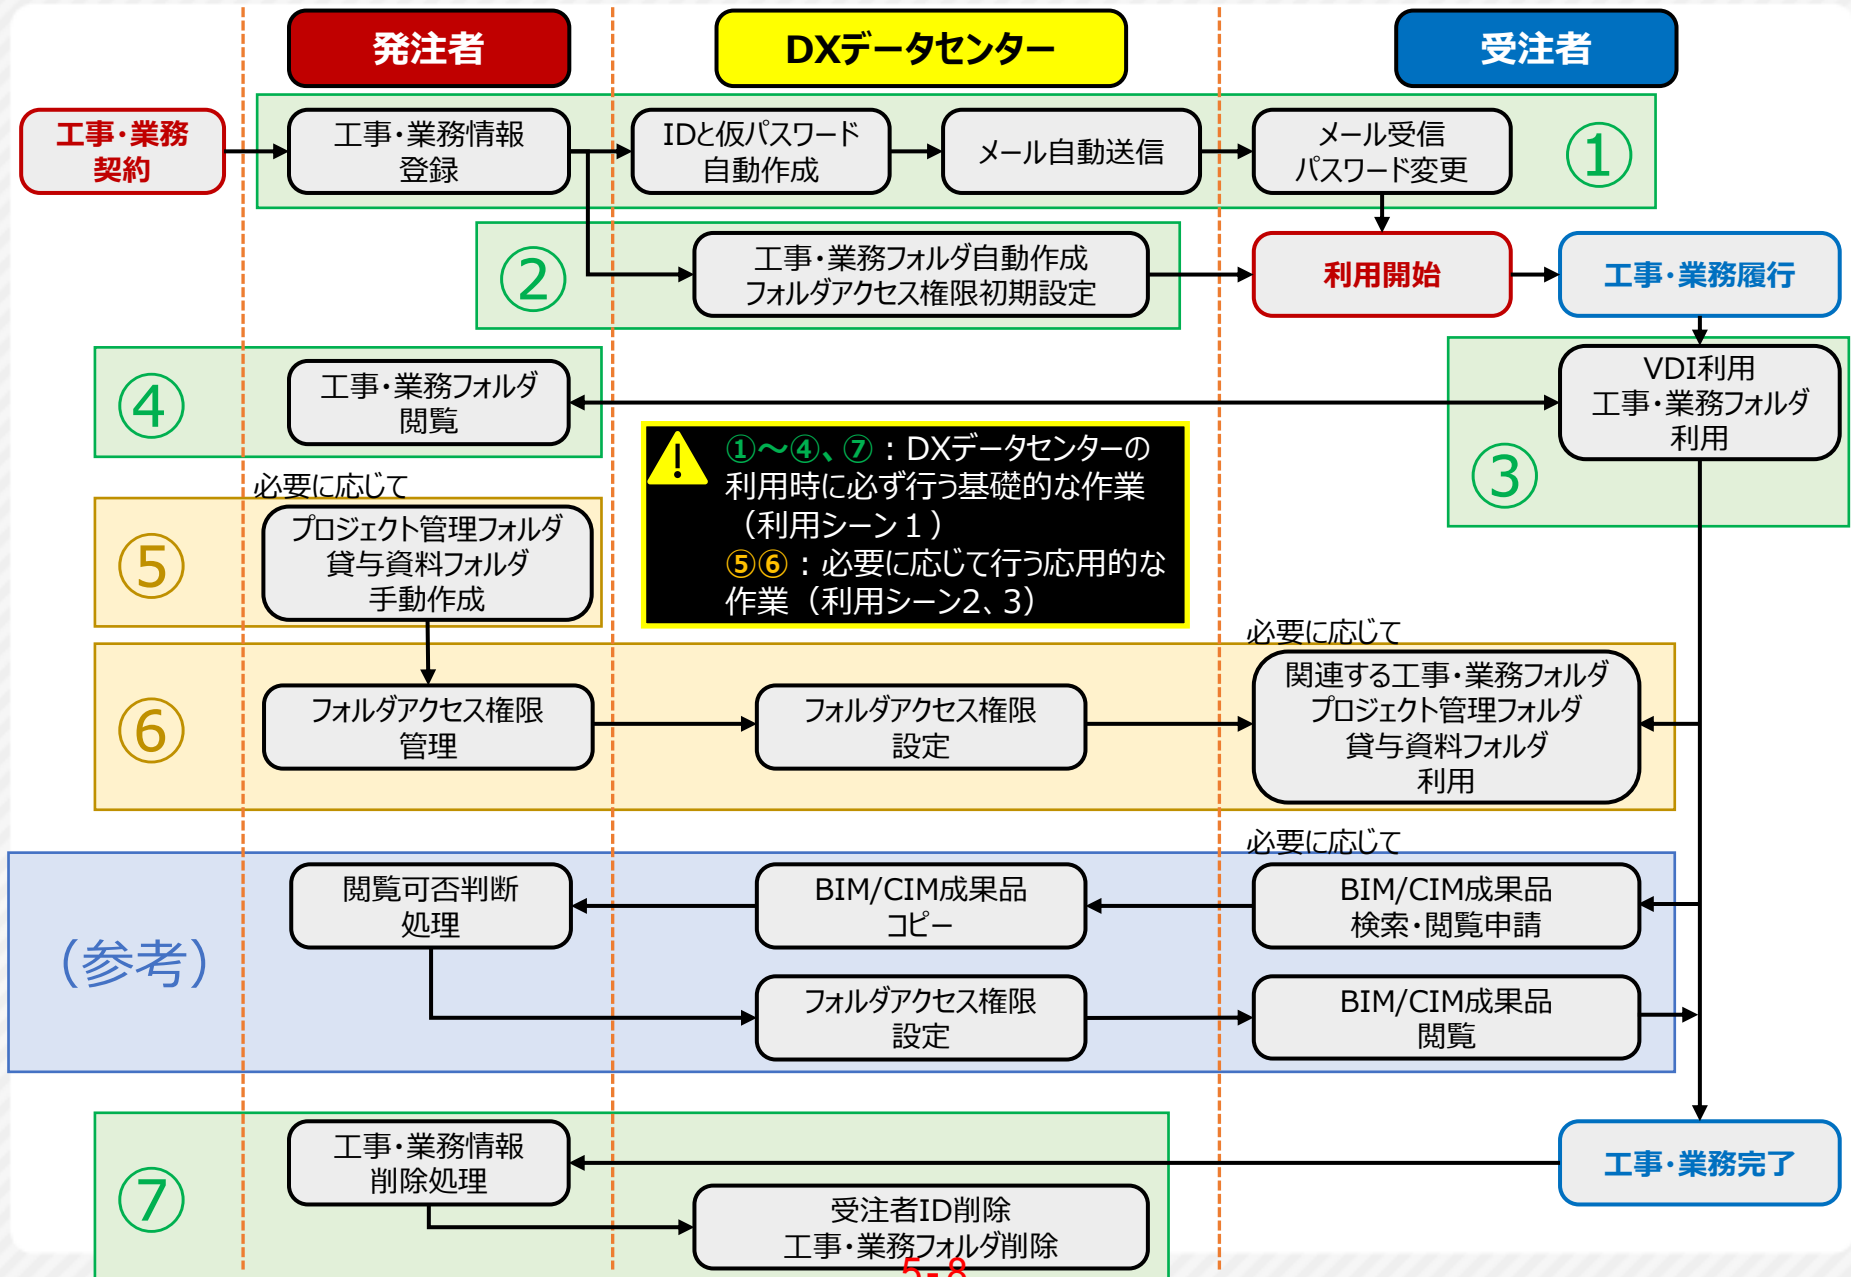 発注者
DXデータセンター
受注者
工事・業務
契約
工事・業務情報
登録
IDと仮パスワード
自動作成
メール自動送信
メール受信
パスワード変更
①
②
工事・業務フォルダ自動作成
フォルダアクセス権限初期設定
利用開始
工事・業務履行
④
工事・業務フォルダ
閲覧
VDI利用
工事・業務フォルダ
利用
③
①～④、⑦：DXデータセンターの
利用時に必ず行う基礎的な作業
（利用シーン１）
⑤⑥：必要に応じて行う応用的な
作業（利用シーン2、3）
必要に応じて
⑤
プロジェクト管理フォルダ
貸与資料フォルダ
手動作成
⑥
フォルダアクセス権限
管理
フォルダアクセス権限
設定
必要に応じて
関連する工事・業務フォルダ
プロジェクト管理フォルダ
貸与資料フォルダ
利用
（参考）
閲覧可否判断
処理
BIM/CIM成果品
コピー
必要に応じて
BIM/CIM成果品
検索・閲覧申請
フォルダアクセス権限
設定
BIM/CIM成果品
閲覧
⑦
工事・業務情報
削除処理
工事・業務完了
受注者ID削除
工事・業務フォルダ削除
5-8